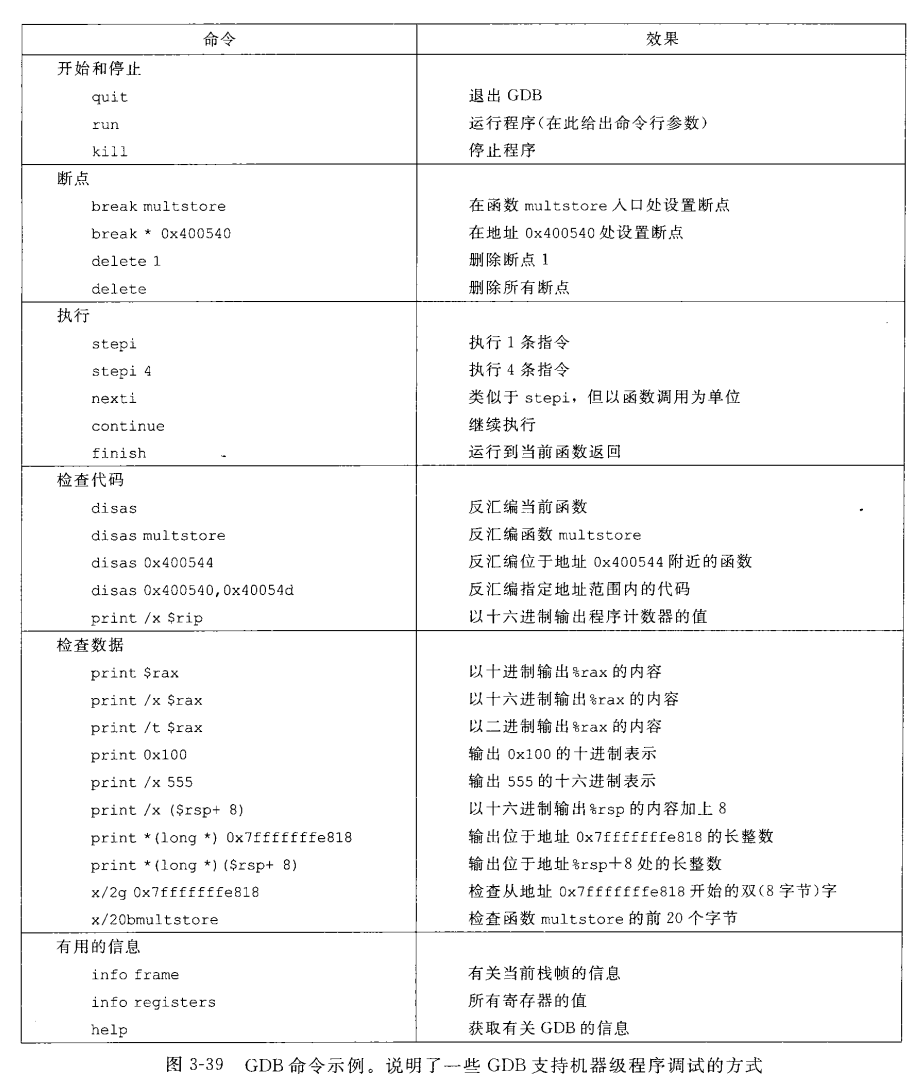 命令 效果
开始和停止
quit 退出 GDB
run 运行程序(在此给出命令行参数)
kill 停止程序
断点
break multstore 在函数 multstore 入口处设置断点
break * 0x400540 在地址 0x400540 处设置断点
delete 1 删除断点 1
delete 删除所有断点
执行
stepi 执行 1 条指令
stepi 4 执行 4 条指令
nexti 类似于 stepi，但以函数调用为单位
continue 继续执行
finish 运行到当前函数返回
检查代码
disas 反汇编当前函数
disas multstore 反汇编函数 multstore
disas 0x400544 反汇编位于地址 0x400544 附近的函数
disas 0x400540,0x40054d 反汇编指定地址范围内的代码
print /x $rip 以十六进制输出程序计数器的值
检查数据
print $rax 以十进制输出%rax 的内容
print /x $rax 以十六进制输出%rax 的内容
print /t $rax 以二进制输出%rax 的内容
print 0x100 输出 0x100 的十进制表示
print /x 555 输出 555 的十六进制表示
print /x ($rsp+ 8) 以十六进制输出%rsp 的内容加上 8
print *(long *) 0x7fffffffe818 输出位于地址 0x7fffffffe818 的长整数
print *(long *)($rsp+ 8) 输出位于地址%rsp+8 处的长整数
x/2g 0x7fffffffe818 检查从地址 0x7fffffffe818 开始的双(8 字节)字
x/20bmultstore 检查函数 multstore 的前 20 个字节
有用的信息
info frame 有关当前栈帧的信息
info registers 所有寄存器的值
help 获取有关 GDB 的信息
图 3-39 GDB 命令示例。说明了一些 GDB 支持机器级程序调试的方式